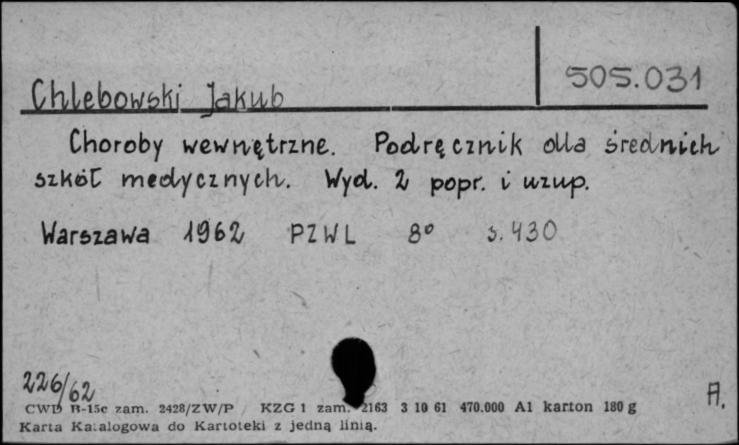 505.031
Chlebowski Jakub
Choroby wewnętrzne. Podręcznik dla średnich
szkół medycznych. Wyd. 2 popr. i uzup.
Warszawa 1962 PZWL 8° s. 430
226/62
A.
CWD B-15c zam. 2428/ZW/P KZG 1 zam. 2163 3 10 61 470.000 A1 karton 180 g
Karta Katalogowa do Kartoteki z jedną linią.